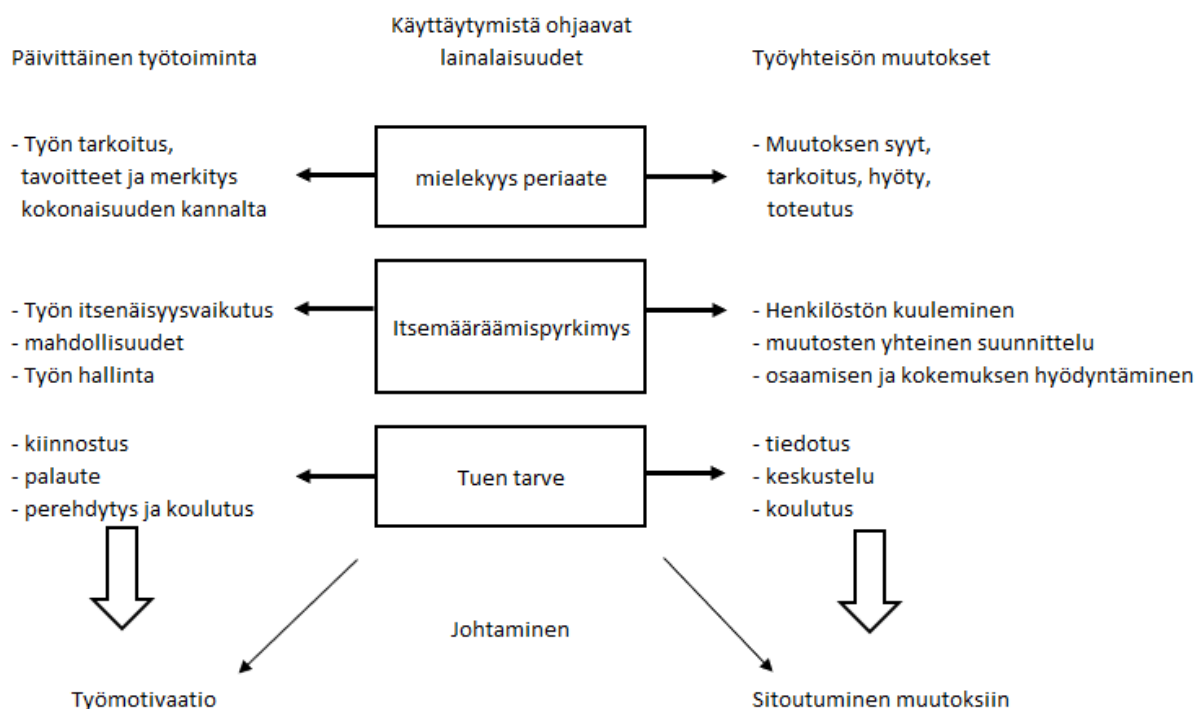 Käyttäytymistä ohjaavat
lainalaisuudet
Päivittäinen työtoiminta
Työyhteisön muutokset
- Työn tarkoitus,
tavoitteet ja merkitys
kokonaisuuden kannalta
mielekyys periaate
- Muutoksen syyt,
tarkoitus, hyöty,
toteutus
- Työn itsenäisyysvaikutus
- mahdollisuudet
- Työn hallinta
Itsemääräämispyrkimys
- Henkilöstön kuuleminen
- muutosten yhteinen suunnittelu
- osaamisen ja kokemuksen hyödyntäminen
- kiinnostus
- palaute
- perehdytys ja koulutus
Tuen tarve
- tiedotus
- keskustelu
- koulutus
Johtaminen
Työmotivaatio
Sitoutuminen muutoksiin